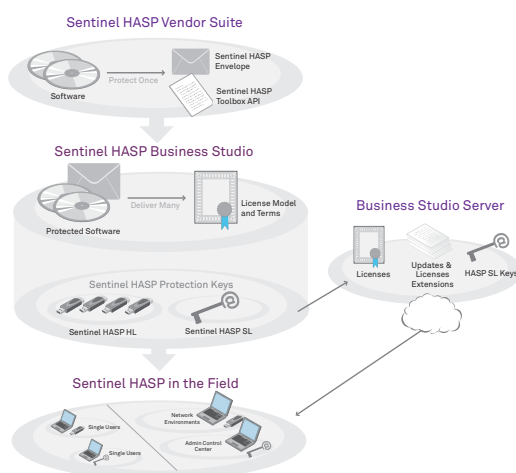 Sentinel HASP Vendor Suite
Software
Protect Once
Sentinel HASP
Envelope
Sentinel HASP
Toolbox API
Sentinel HASP Business Studio
Protected Software
Deliver Many
License Model
and Terms
Sentinel HASP Protection Keys
Sentinel HASP HL
Sentinel HASP SL
Business Studio Server
Licenses
Updates &
Licenses
Extensions
HASP SL Keys
Sentinel HASP in the Field
Single Users
Single Users
Network
Environments
Admin Control
Center